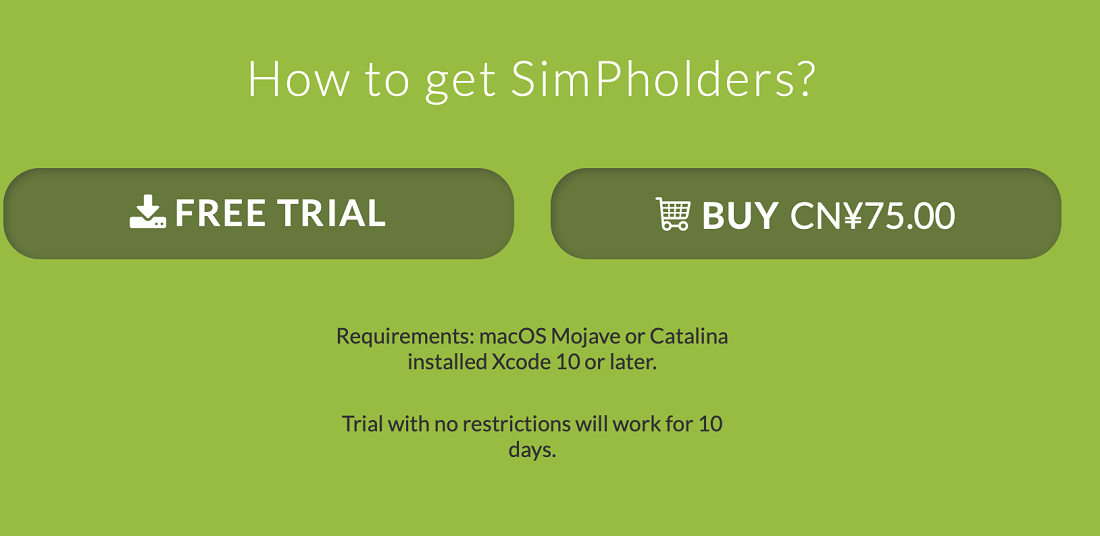 How to get SimPholders?
FREE TRIAL
BUY CN¥75.00
Requirements: macOS Mojave or Catalina
installed Xcode 10 or later.
Trial with no restrictions will work for 10
days.